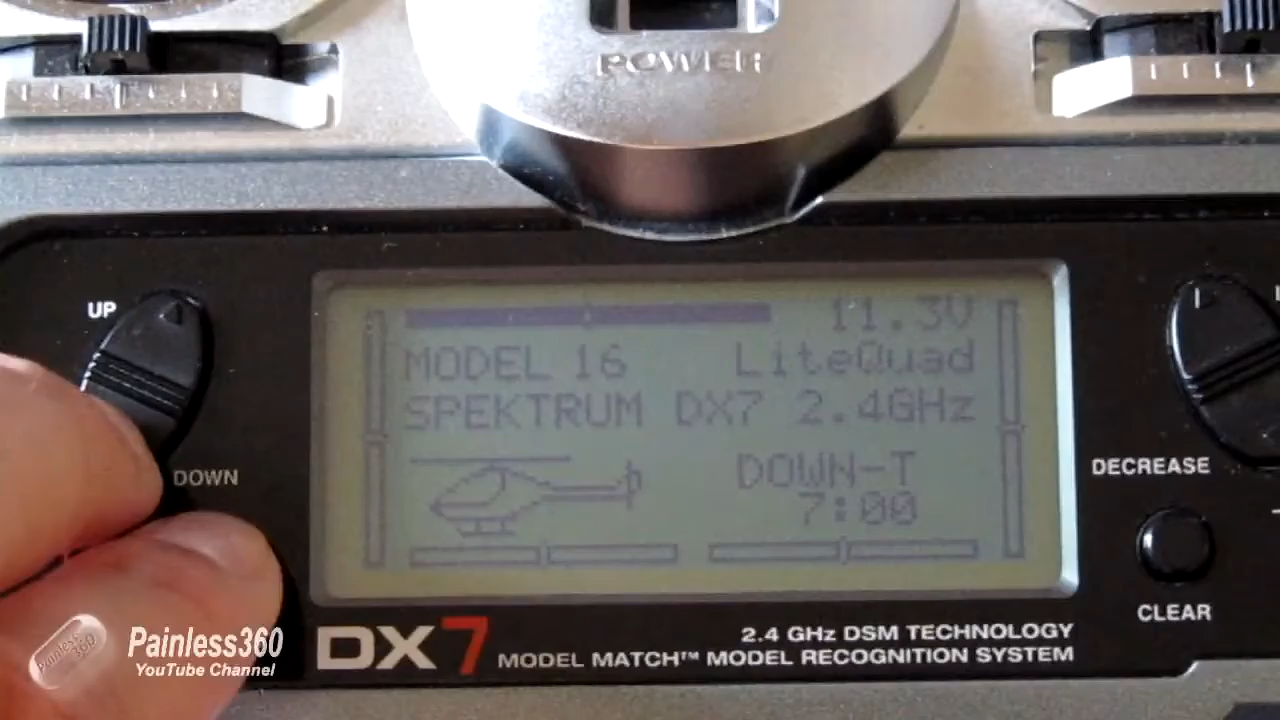 POWER
11.3V
MODEL 16 LiteQuad
SPEKTRUM DX7 2.4GHz
DOWN-T
7:00
UP
DOWN
DECREASE
CLEAR
DX7
2.4 GHz DSM TECHNOLOGY
MODEL MATCH™ MODEL RECOGNITION SYSTEM
Painless360
Painless360
YouTube Channel